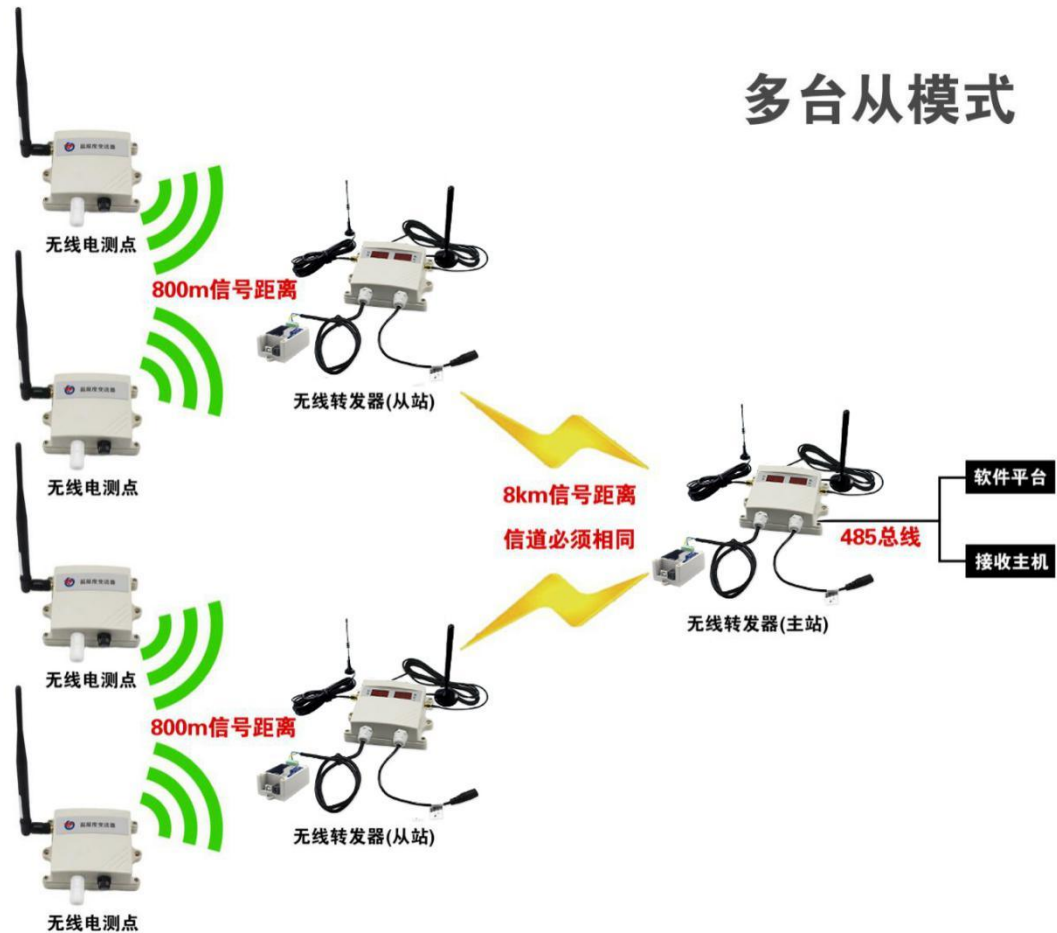 多台从模式
无线电测点
800m信号距离
无线电测点
无线转发器(从站)
无线电测点
8km信号距离
信道必须相同
485总线
软件平台
接收主机
无线转发器(主站)
800m信号距离
无线转发器(从站)
无线电测点